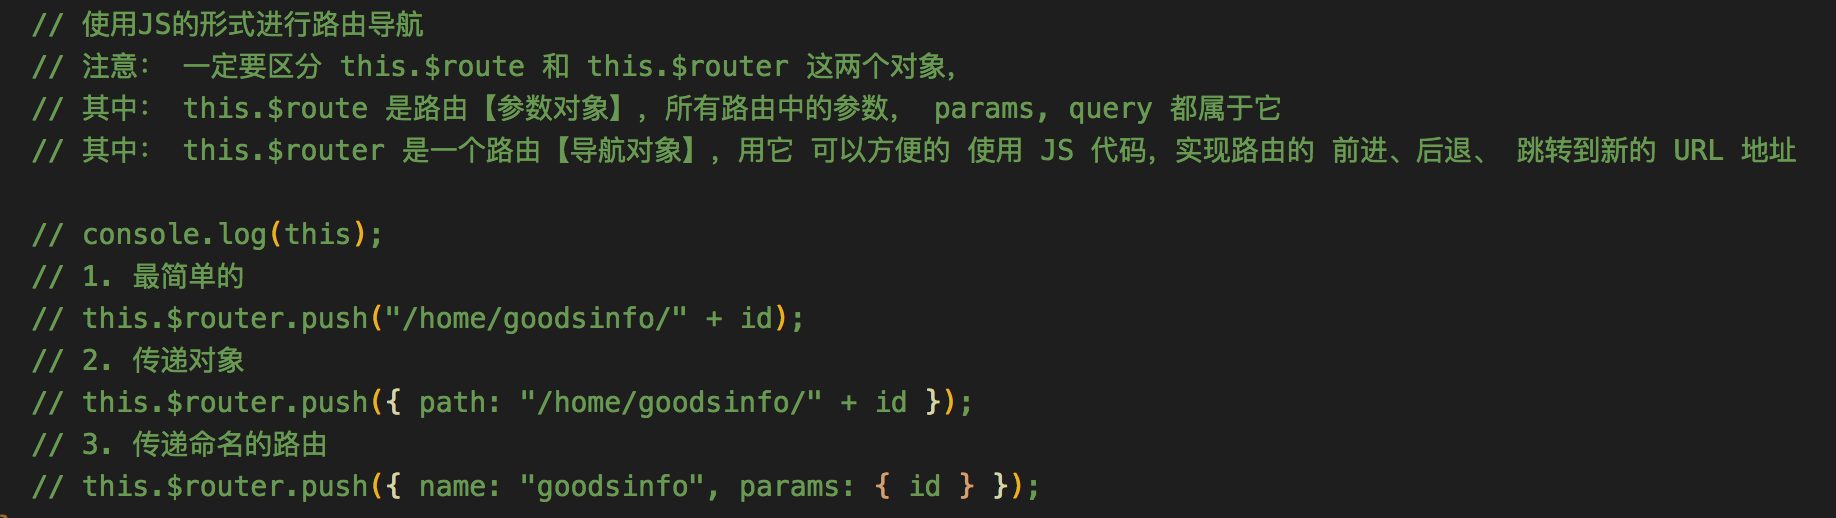 // 使用JS的形式进行路由导航
// 注意： 一定要区分 this.$route 和 this.$router 这两个对象，
// 其中： this.$route 是路由【参数对象】，所有路由中的参数， params, query 都属于它
// 其中： this.$router 是一个路由【导航对象】，用它 可以方便的 使用 JS 代码，实现路由的 前进、后退、 跳转到新的 URL 地址
// console.log(this);
// 1. 最简单的
// this.$router.push("/home/goodsinfo/" + id);
// 2. 传递对象
// this.$router.push({ path: "/home/goodsinfo/" + id });
// 3. 传递命名的路由
// this.$router.push({ name: "goodsinfo", params: { id } });